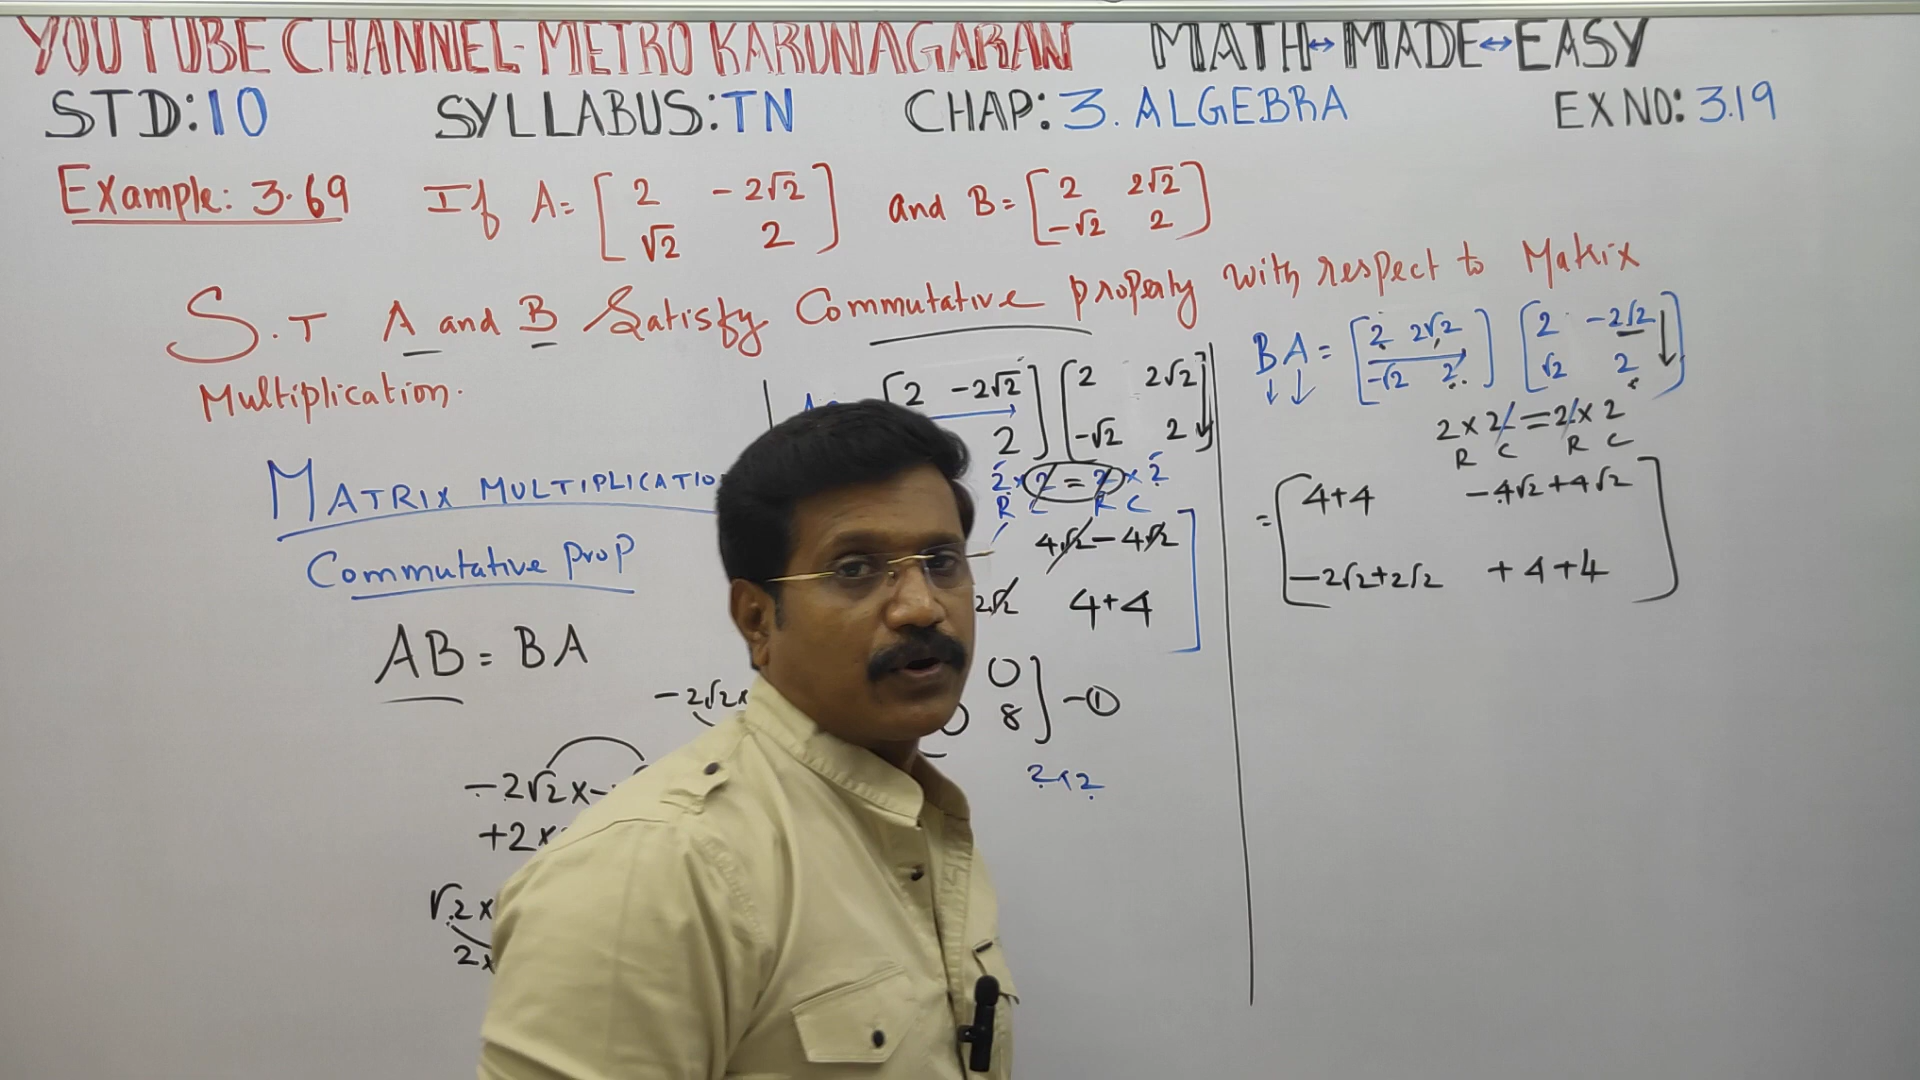 YOUTUBE CHANNEL-METRO KARUNAGARAN MATH↔MADE↔EASY
STD:10 SYLLABUS:TN CHAP:3. ALGEBRA EX NO: 3.19
Example: 3.69 If A= [2 -2√2
√2 2] and B= [2 2√2
-√2 2]
S.T A and B Satisfy Commutative property with respect to Matrix
Multiplication.
MATRIX MULTIPLICATIO
Commutative prop
AB = BA
-2√2x
-2√2x-
+2x
√2x
2x
[2 -2√2
2] [2 2√2
-√2 2]
2x2 = 2x2
R C R C
4√2-4√2
2√2 4+4]
0
8] -①
2x2
BA= [2 2√2
-√2 2] [2 -2√2
√2 2]
2x2=2x2
R C R C
= [4+4 -4√2+4√2
-2√2+2√2 +4+4]